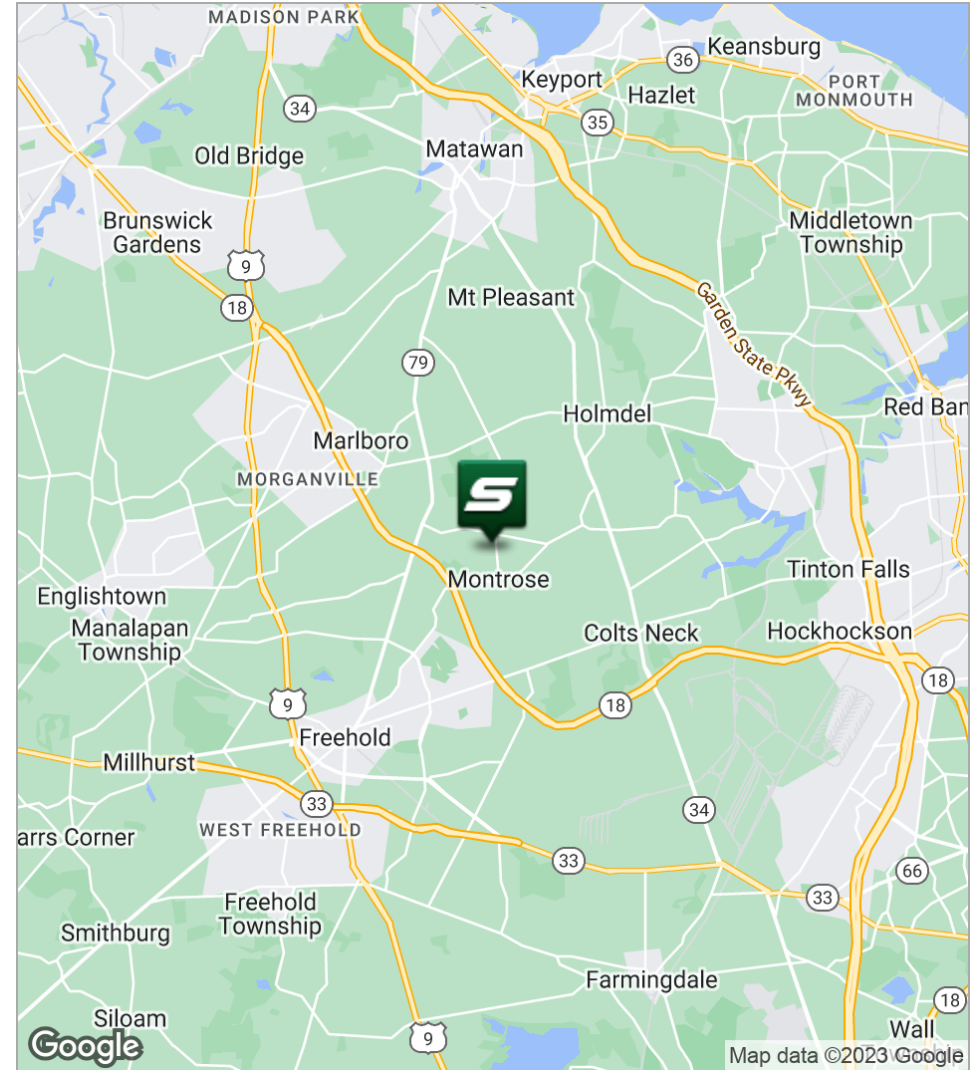 MADISON PARK
36
Keansburg
Keyport
PORT
MONMOUTH
34
Hazlet
35
Old Bridge
Matawan
Brunswick
Gardens
Middletown
Township
9
18
Mt Pleasant
Garden State Pkwy
79
Holmdel
Red Ban
Marlboro
MORGANVILLE
S
Montrose
Tinton Falls
Englishtown
Manalapan
Township
Colts Neck
Hockhockson
18
9
18
Freehold
Millhurst
33
34
WEST FREEHOLD
arrs Corner
33
66
33
Freehold
Township
Smithburg
Farmingdale
18
Siloam
9
Wall
Google
Map data ©2023 Google